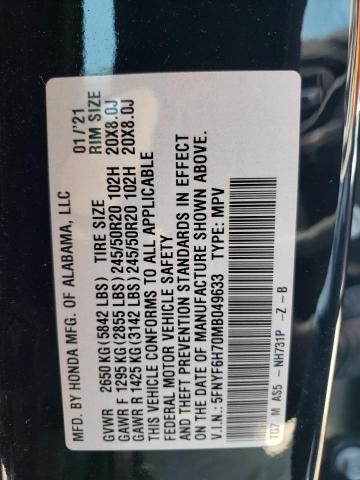 MFD. BY HONDA MFG. OF ALABAMA, LLC 01/'21
TIRE SIZE RIM SIZE
GVWR 2650 KG (5842 LBS)
GAWR F 1295 KG (2855 LBS) 245/50R20 102H 20X8.0J
GAWR R 1425 KG (3142 LBS) 245/50R20 102H 20X8.0J
THIS VEHICLE CONFORMS TO ALL APPLICABLE
FEDERAL MOTOR VEHICLE SAFETY
AND THEFT PREVENTION STANDARDS IN EFFECT
ON THE DATE OF MANUFACTURE SHOWN ABOVE.
V.I.N.: 5FNYF6H70MB049633 TYPE: MPV
TG7 M AS5 -NH731P -Z -B